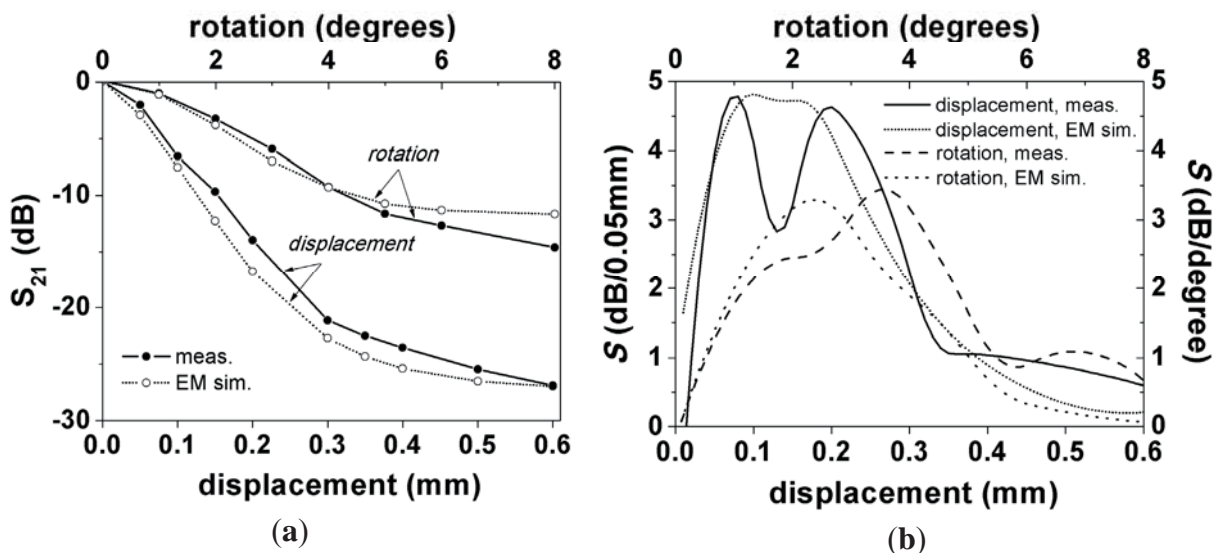 rotation (degrees)
0 2 4 6 8
0
-10
-20
-30
S21 (dB)
rotation
displacement
meas.
EM sim.
0.0 0.1 0.2 0.3 0.4 0.5 0.6
displacement (mm)
(a)
rotation (degrees)
0 2 4 6 8
5 5
4 4
3 3
2 2
1 1
0 0
S (dB/0.05mm)
S (dB/degree)
displacement, meas.
displacement, EM sim.
rotation, meas.
rotation, EM sim.
0.0 0.1 0.2 0.3 0.4 0.5 0.6
displacement (mm)
(b)